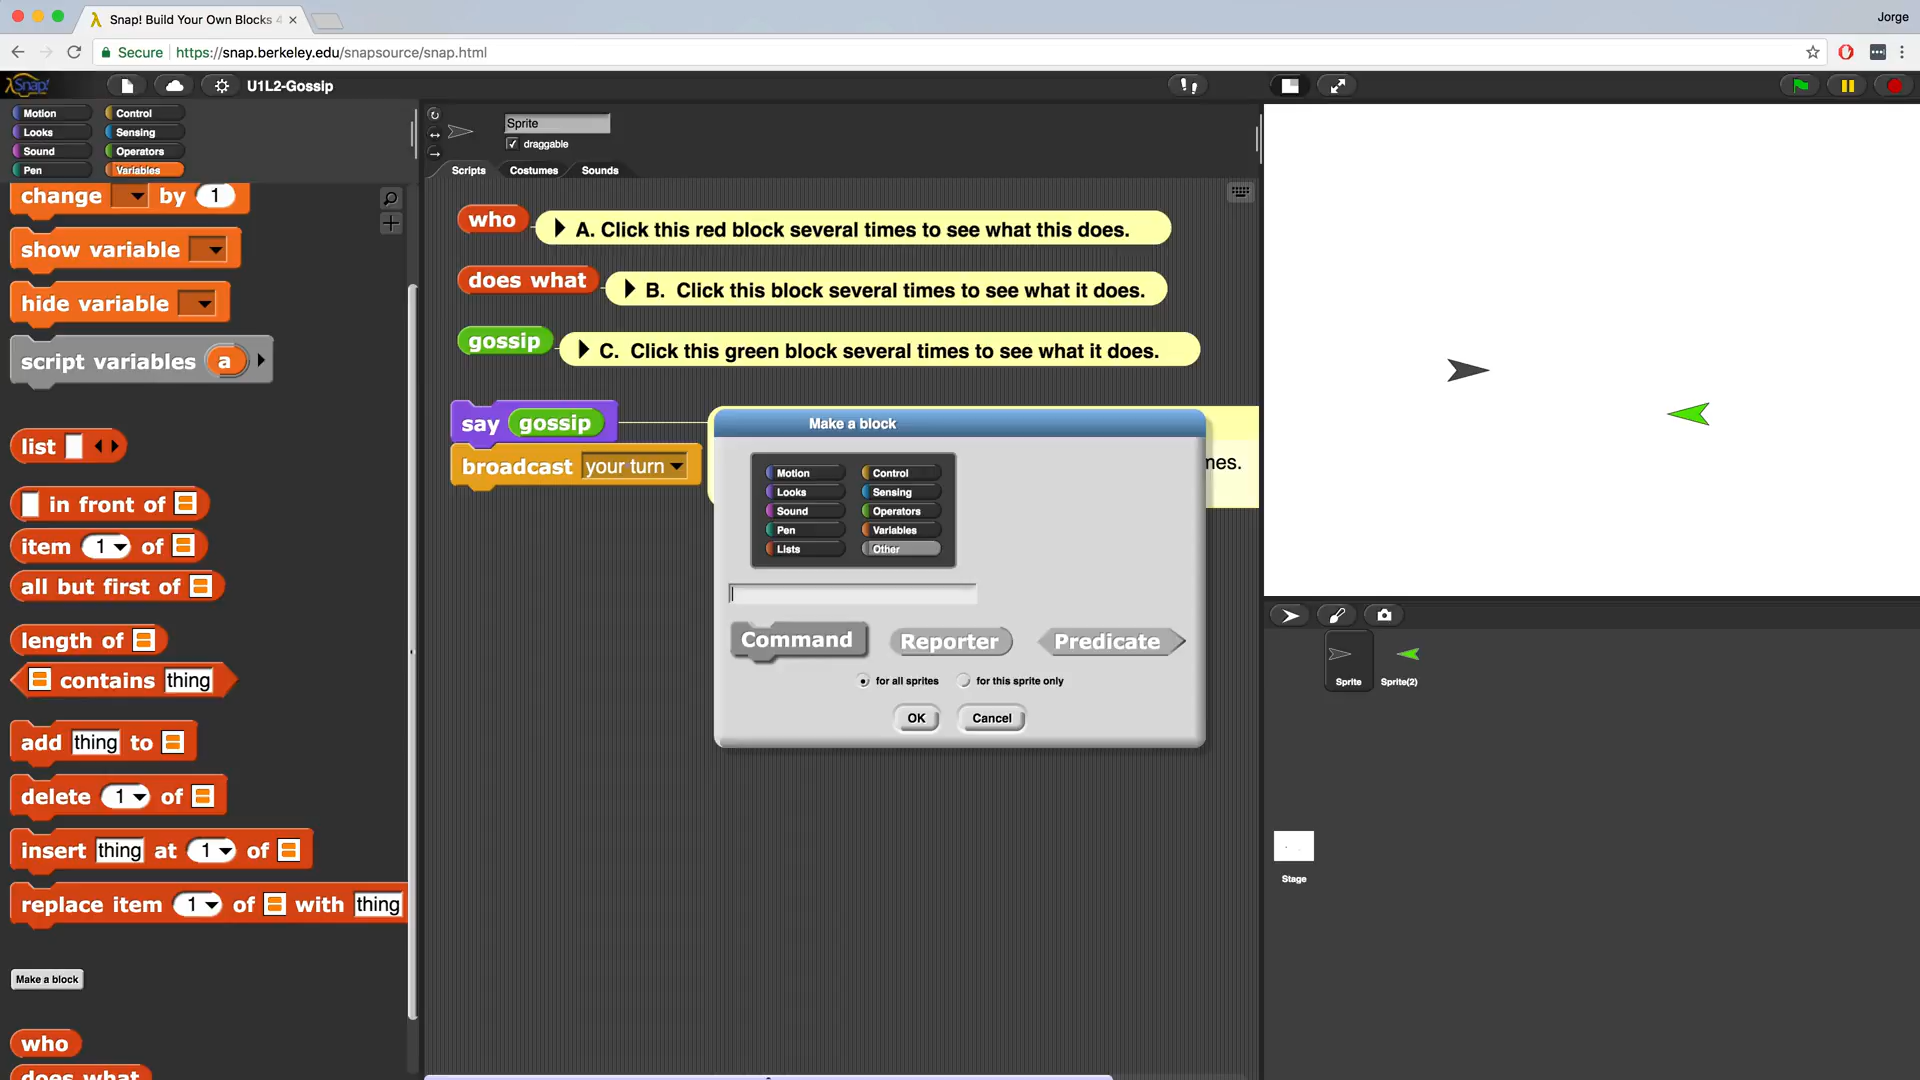 Snap! Build Your Own Blocks 4
Jorge
Secure
https://snap.berkeley.edu/snapsource/snap.html
Snap!
U1L2-Gossip
Motion
Control
Looks
Sensing
Sound
Operators
Pen
Variables
change by 1
show variable
hide variable
script variables a
list
in front of
item 1 of
all but first of
length of
contains thing
add thing to
delete 1 of
insert thing at 1 of
replace item 1 of with thing
Make a block
who
does what
Sprite
draggable
Scripts
Costumes
Sounds
who
A. Click this red block several times to see what this does.
does what
B. Click this block several times to see what it does.
gossip
C. Click this green block several times to see what it does.
say gossip
broadcast your turn
mes.
Make a block
Motion
Control
Looks
Sensing
Sound
Operators
Pen
Variables
Lists
Other
Command
Reporter
Predicate
for all sprites
for this sprite only
OK
Cancel
Sprite
Sprite(2)
Stage